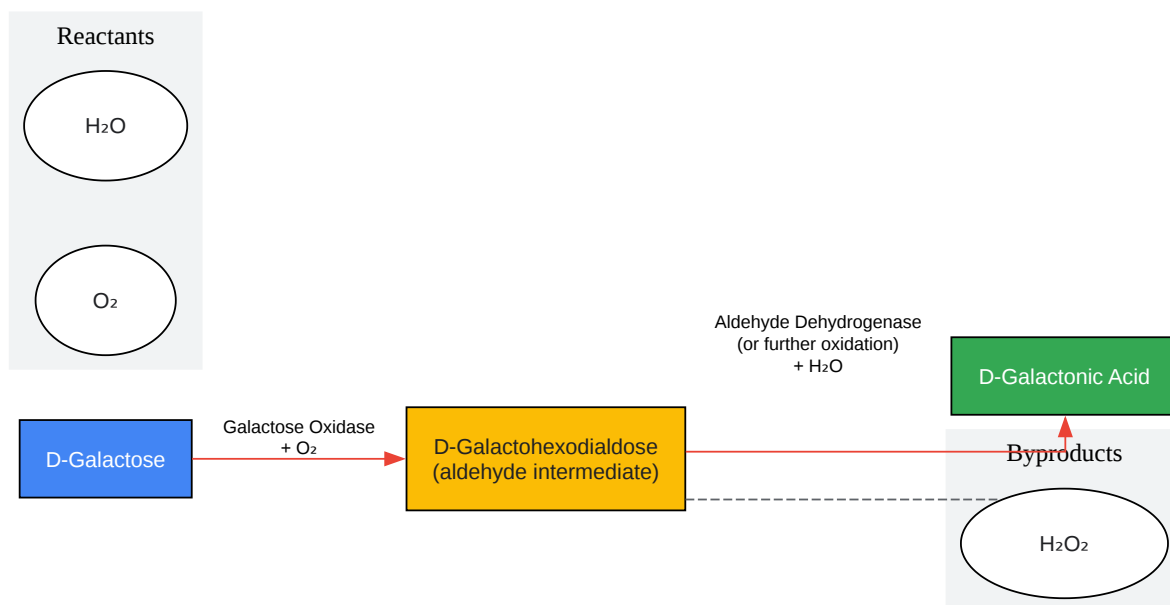 Reactants
H₂O
O₂
Aldehyde Dehydrogenase
(or further oxidation)
+ H₂O
D-Galactonic Acid
Galactose Oxidase
+ O₂
D-Galactose
D-Galactohexodialdose
(aldehyde intermediate)
Byproducts
H₂O₂